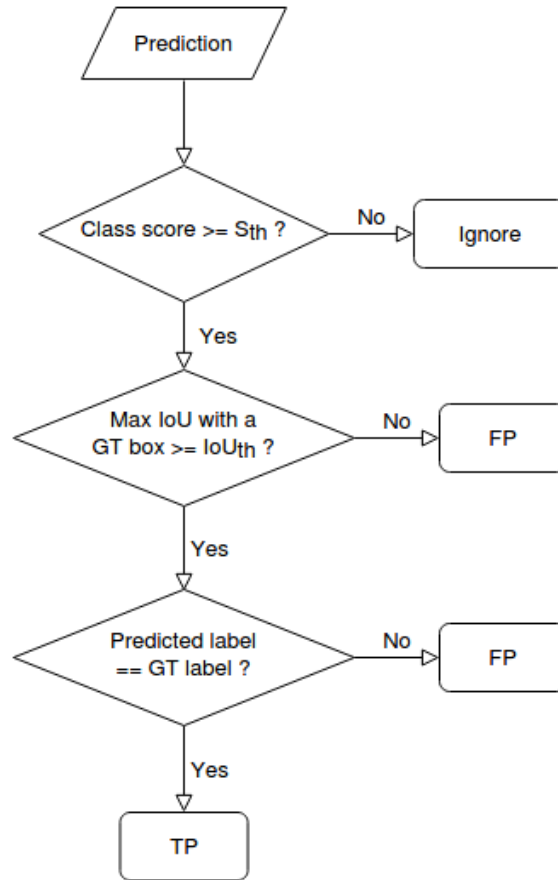 Prediction
Class score >= Sth ?
No
Ignore
Yes
Max IoU with a
GT box >= IoUth ?
No
FP
Yes
Predicted label
== GT label ?
No
FP
Yes
TP